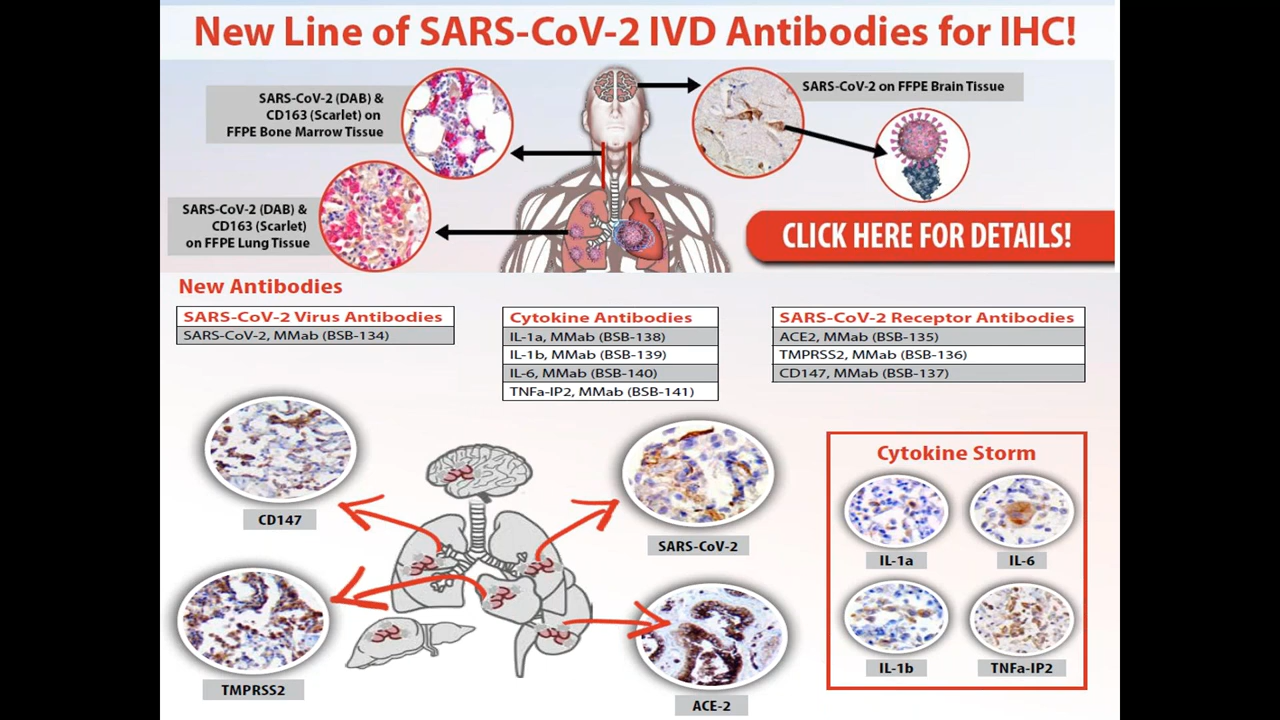 New Line of SARS-CoV-2 IVD Antibodies for IHC!
SARS-CoV-2 (DAB) &
CD163 (Scarlet) on
FFPE Bone Marrow Tissue
SARS-CoV-2 on FFPE Brain Tissue
SARS-CoV-2 (DAB) &
CD163 (Scarlet)
on FFPE Lung Tissue
CLICK HERE FOR DETAILS!
New Antibodies
SARS-CoV-2 Virus Antibodies
SARS-CoV-2, MMab (BSB-134)
Cytokine Antibodies
IL-1a, MMab (BSB-138)
IL-1b, MMab (BSB-139)
IL-6, MMab (BSB-140)
TNFa-IP2, MMab (BSB-141)
SARS-CoV-2 Receptor Antibodies
ACE2, MMab (BSB-135)
TMPRSS2, MMab (BSB-136)
CD147, MMab (BSB-137)
CD147
SARS-CoV-2
TMPRSS2
ACE-2
Cytokine Storm
IL-1a
IL-6
IL-1b
TNFa-IP2